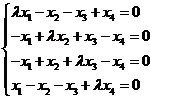 λx₁ − x₂ − x₃ + x₄ = 0
−x₁ + λx₂ + x₃ − x₄ = 0
−x₁ + x₂ + λx₃ − x₄ = 0
x₁ − x₂ − x₃ + λx₄ = 0